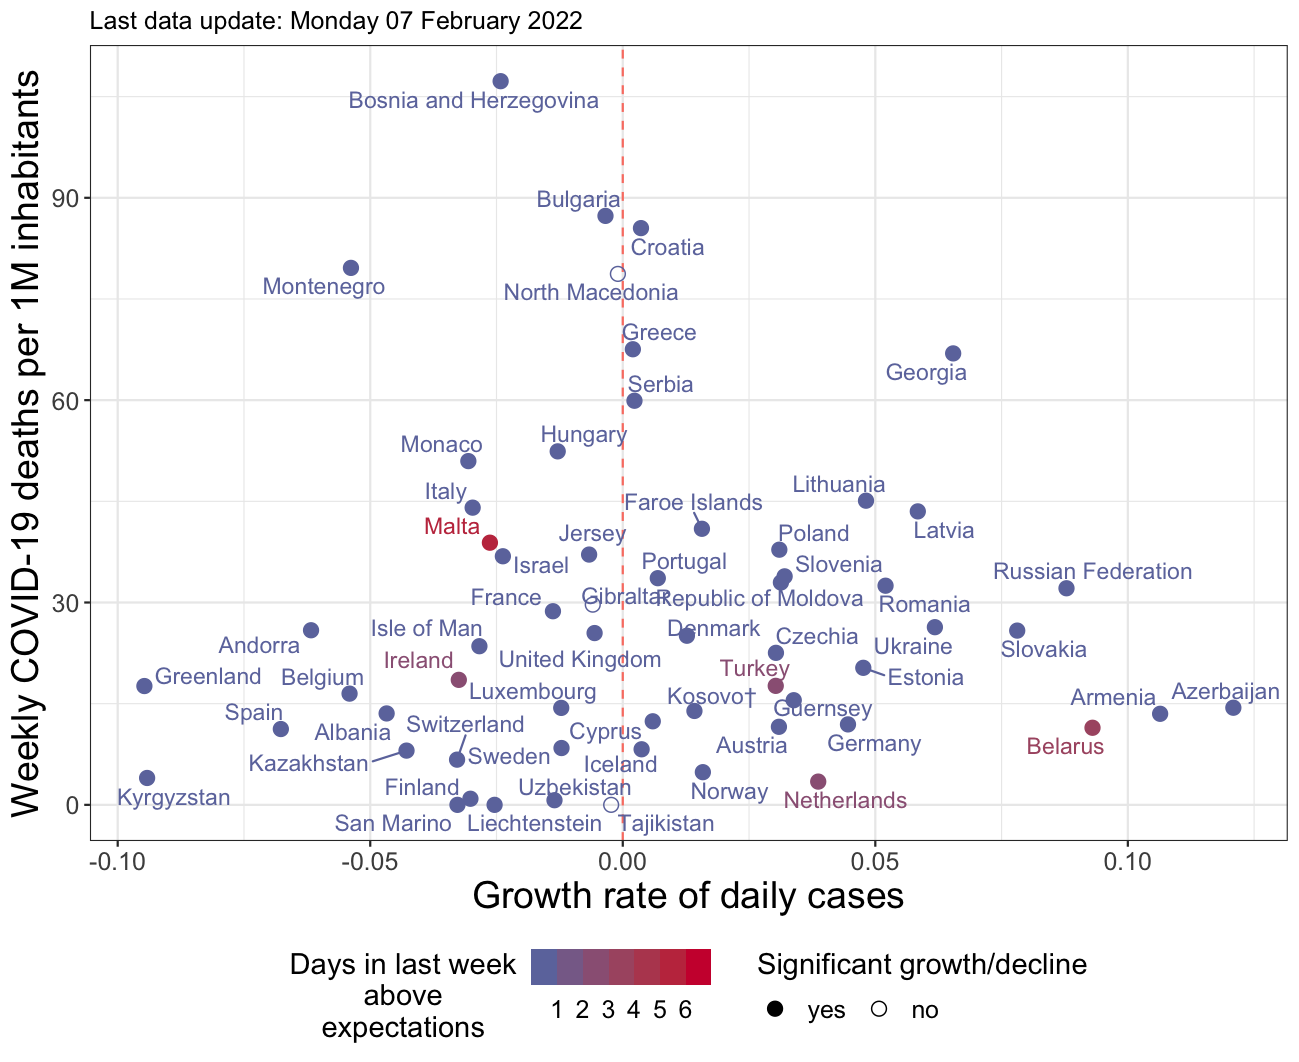 Last data update: Monday 07 February 2022
Weekly COVID-19 deaths per 1M inhabitants
90
60
30
0
Bosnia and Herzegovina
Bulgaria
Croatia
Montenegro
North Macedonia
Greece
Georgia
Serbia
Hungary
Monaco
Italy
Lithuania
Faroe Islands
Malta
Latvia
Jersey
Poland
Israel
Portugal
Slovenia
Russian Federation
France
Gibraltar
Republic of Moldova
Romania
Isle of Man
Denmark
Czechia
Andorra
Ukraine
Slovakia
Ireland
United Kingdom
Turkey
Greenland
Belgium
Estonia
Luxembourg
Kosovo†
Armenia
Azerbaijan
Spain
Guernsey
Albania
Switzerland
Cyprus
Austria
Germany
Belarus
Kazakhstan
Sweden
Iceland
Finland
Uzbekistan
Norway
Kyrgyzstan
Netherlands
San Marino
Liechtenstein
Tajikistan
-0.10
-0.05
0.00
0.05
0.10
Growth rate of daily cases
Days in last week
above
expectations
1 2 3 4 5 6
Significant growth/decline
yes
no